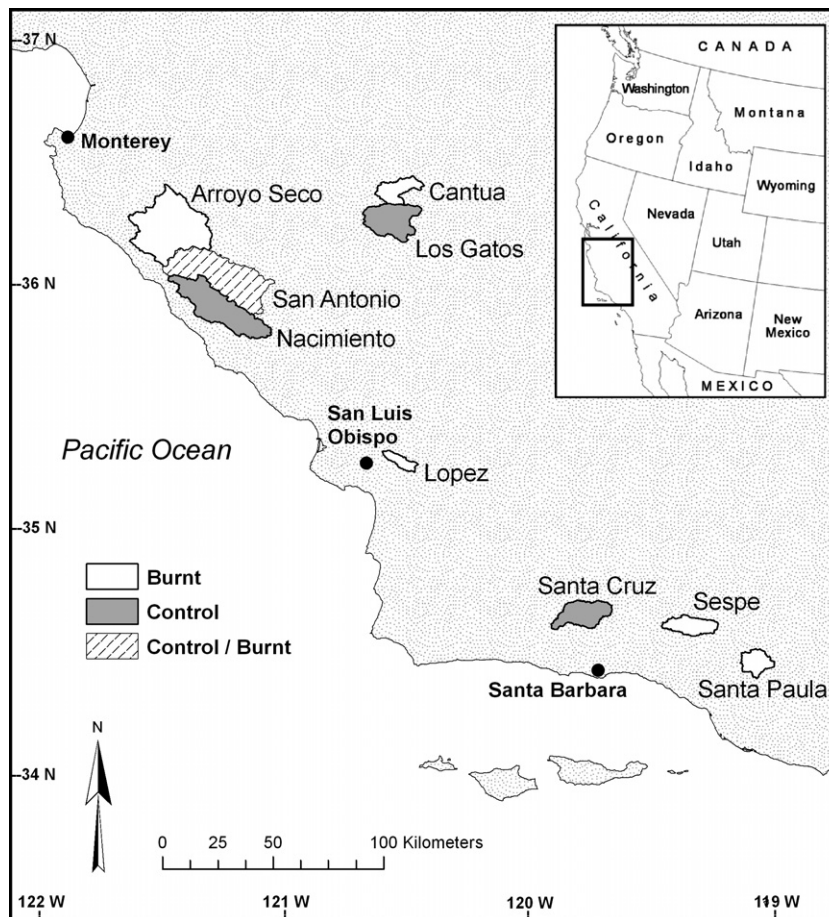 37 N
Monterey
Arroyo Seco
Cantua
Los Gatos
36 N
San Antonio
Nacimiento
San Luis
Obispo
Pacific Ocean
Lopez
35 N
Burnt
Control
Control / Burnt
Santa Cruz
Sespe
Santa Barbara
Santa Paula
N
34 N
0 25 50 100 Kilometers
122 W 121 W 120 W 119 W
CANADA
Washington
Montana
Oregon
Idaho
Wyoming
Nevada
California
Utah
Arizona
New
Mexico
MEXICO